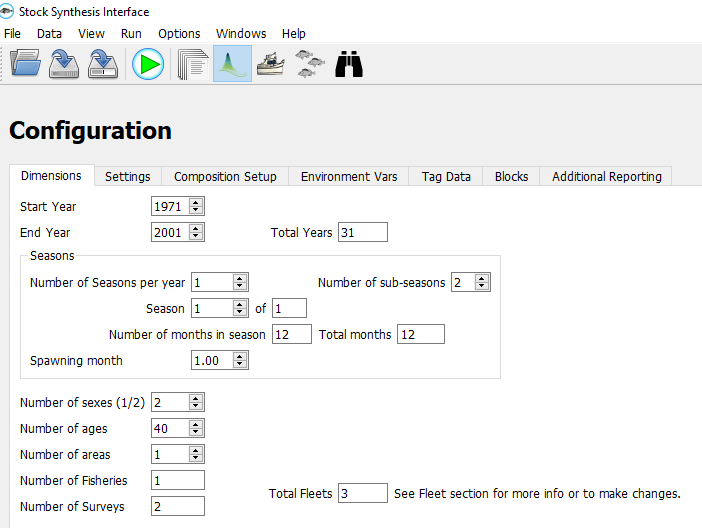 Stock Synthesis Interface
File Data View Run Options Windows Help
Configuration
Dimensions Settings Composition Setup Environment Vars Tag Data Blocks Additional Reporting
Start Year 1971
End Year 2001 Total Years 31
Seasons
Number of Seasons per year 1 Number of sub-seasons 2
Season 1 of 1
Number of months in season 12 Total months 12
Spawning month 1.00
Number of sexes (1/2) 2
Number of ages 40
Number of areas 1
Number of Fisheries 1
Total Fleets 3 See Fleet section for more info or to make changes.
Number of Surveys 2